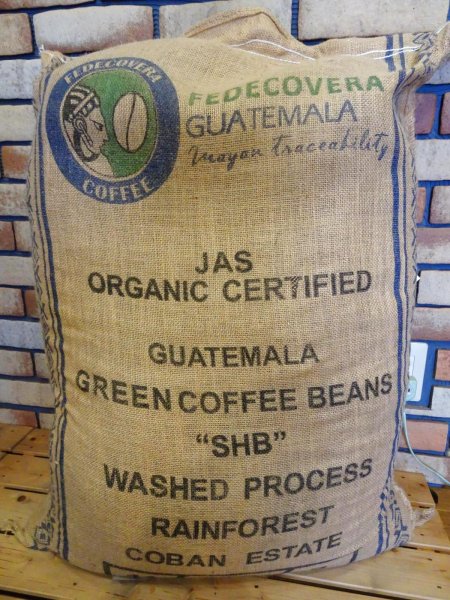 FEDECOVERA
COFFEE
FEDECOVERA
GUATEMALA
mayan traceability
JAS
ORGANIC CERTIFIED
GUATEMALA
GREEN COFFEE BEANS
"SHB"
WASHED PROCESS
RAINFOREST
COBAN ESTATE